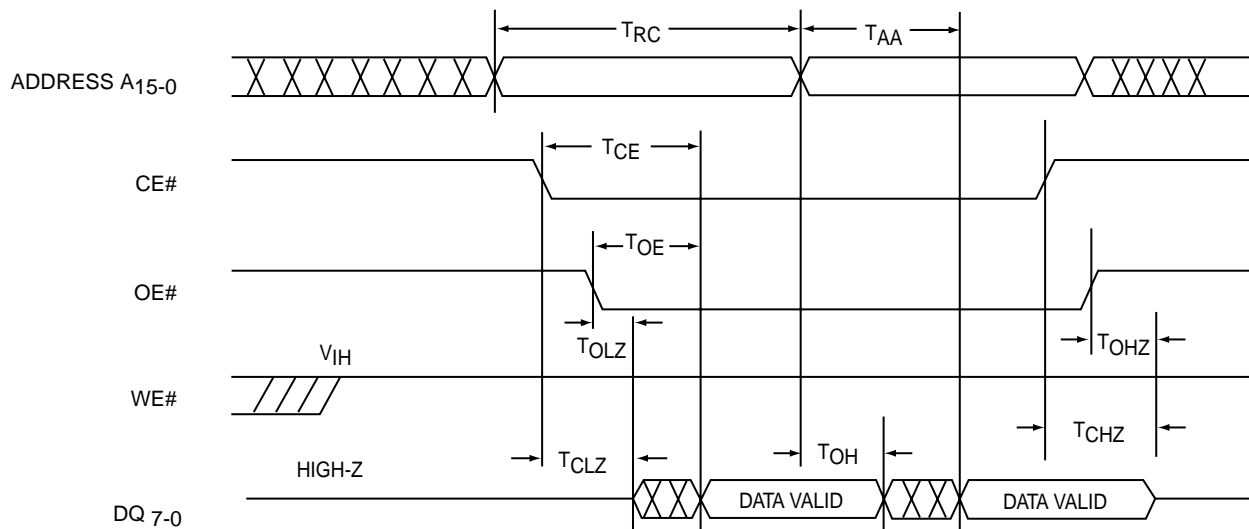 TRC TAA
ADDRESS A15-0
TCE
CE#
TOE
OE#
TOLZ TOHZ
VIH
WE#
TCLZ TOH TCHZ
HIGH-Z
DATA VALID DATA VALID
DQ 7-0